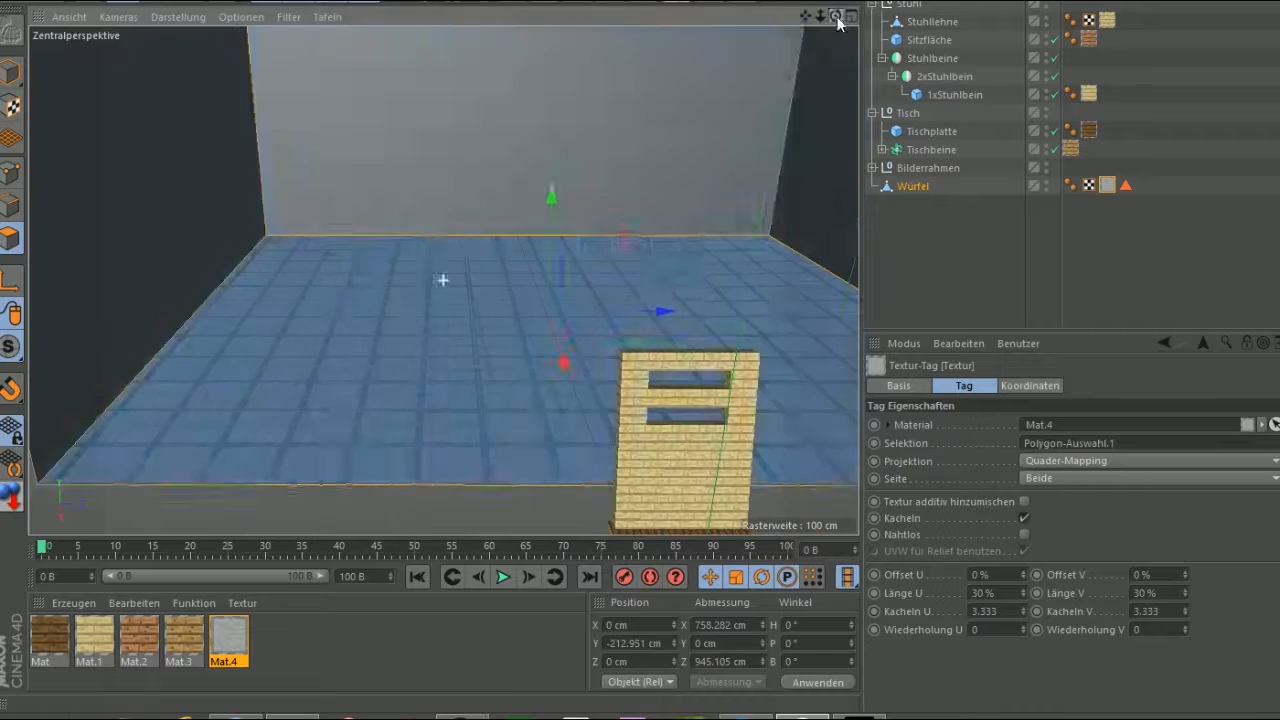 Ansicht Kameras Darstellung Optionen Filter Tafeln
Zentralperspektive
Rasterweite : 100 cm
Stuhl
Stuhllehne
Sitzfläche
Stuhlbeine
2xStuhlbein
1xStuhlbein
Tisch
Tischplatte
Tischbeine
Bilderrahmen
Würfel
Modus Bearbeiten Benutzer
Textur-Tag [Textur]
Basis Tag Koordinaten
Tag Eigenschaften
Material Mat.4
Selektion Polygon-Auswahl.1
Projektion Quader-Mapping
Seite Beide
Textur additiv hinzumischen
Kacheln
Nahtlos
UVW für Relief benutzen
Offset U 0 % Offset V 0 %
Länge U 30 % Länge V 30 %
Kacheln U 3.333 Kacheln V 3.333
Wiederholung U 0 Wiederholung V 0
0 5 10 15 20 25 30 35 40 45 50 55 60 65 70 75 80 85 90 95 100 0 B
0 B 0 B 100 B 100 B
Erzeugen Bearbeiten Funktion Textur
Mat Mat.1 Mat.2 Mat.3 Mat.4
Position Abmessung Winkel
X 0 cm X 758.282 cm H 0 °
Y -212.951 cm Y 0 cm P 0 °
Z 0 cm Z 945.105 cm B 0 °
Objekt (Rel) Abmessung Anwenden
MAXON
CINEMA 4D